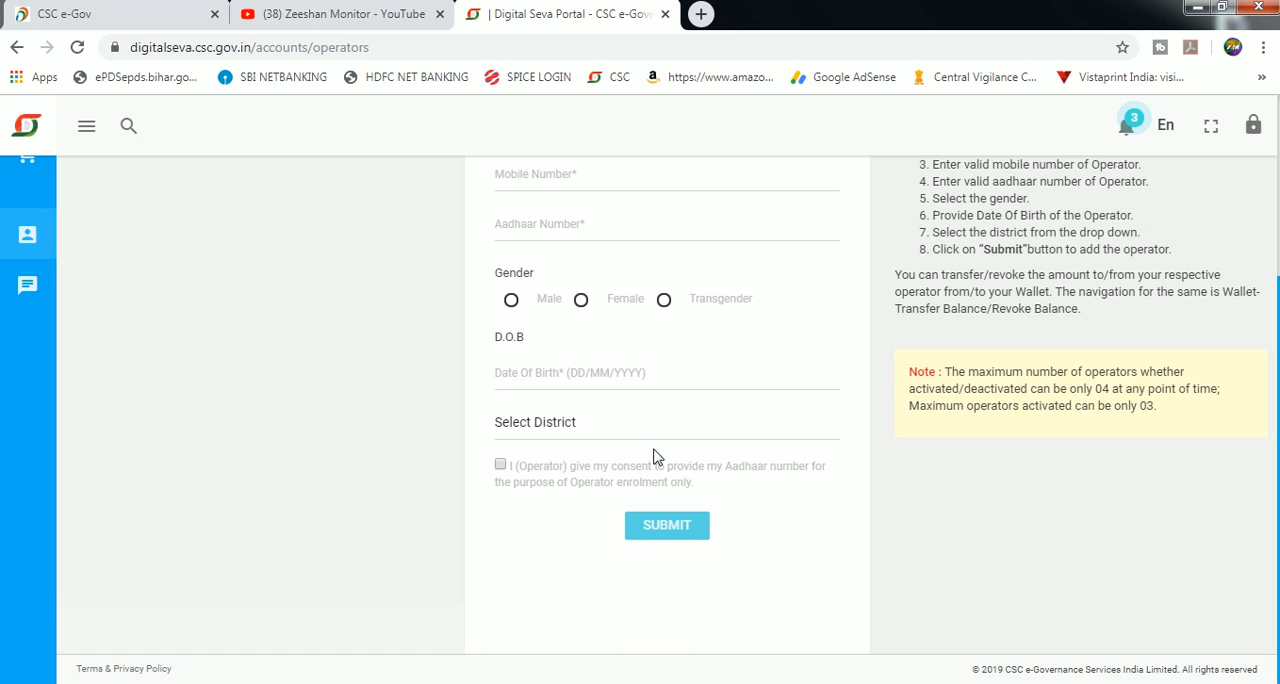 CSC e-Gov
(38) Zeeshan Monitor - YouTube
| Digital Seva Portal - CSC e-Gove
digitalseva.csc.gov.in/accounts/operators
Apps
ePDSepds.bihar.go...
SBI NETBANKING
HDFC NET BANKING
SPICE LOGIN
CSC
https://www.amazo...
Google AdSense
Central Vigilance C...
Vistaprint India: visi...
»
3
En
Mobile Number*
Aadhaar Number*
Gender
Male
Female
Transgender
D.O.B
Date Of Birth* (DD/MM/YYYY)
Select District
I (Operator) give my consent to provide my Aadhaar number for
the purpose of Operator enrolment only.
SUBMIT
3. Enter valid mobile number of Operator.
4. Enter valid aadhaar number of Operator.
5. Select the gender.
6. Provide Date Of Birth of the Operator.
7. Select the district from the drop down.
8. Click on “Submit”button to add the operator.
You can transfer/revoke the amount to/from your respective
operator from/to your Wallet. The navigation for the same is Wallet-
Transfer Balance/Revoke Balance.
Note : The maximum number of operators whether
activated/deactivated can be only 04 at any point of time;
Maximum operators activated can be only 03.
Terms & Privacy Policy
© 2019 CSC e-Governance Services India Limited. All rights reserved